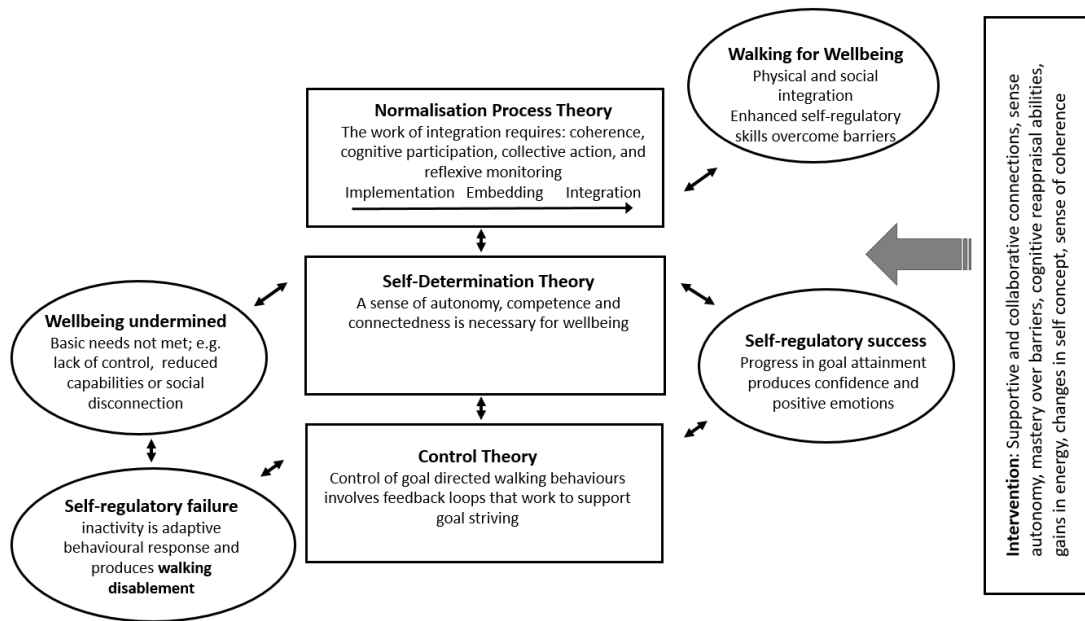 Walking for Wellbeing
Physical and social
integration
Enhanced self-regulatory
skills overcome barriers
Normalisation Process Theory
The work of integration requires: coherence,
cognitive participation, collective action, and
reflexive monitoring
Implementation Embedding Integration
Self-Determination Theory
A sense of autonomy, competence and
connectedness is necessary for wellbeing
Wellbeing undermined
Basic needs not met; e.g.
lack of control, reduced
capabilities or social
disconnection
Self-regulatory success
Progress in goal attainment
produces confidence and
positive emotions
Control Theory
Control of goal directed walking behaviours
involves feedback loops that work to support
goal striving
Self-regulatory failure
inactivity is adaptive
behavioural response and
produces walking
disablement
Intervention: Supportive and collaborative connections, sense
autonomy, mastery over barriers, cognitive reappraisal abilities,
gains in energy, changes in self concept, sense of coherence